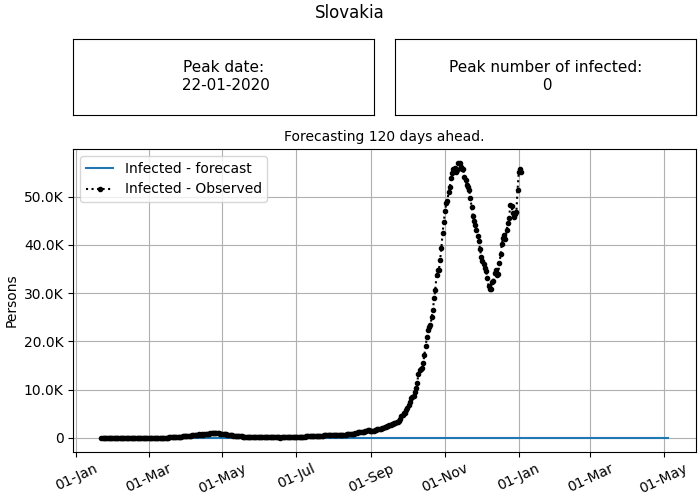 Slovakia
Peak date:
22-01-2020
Peak number of infected:
0
Forecasting 120 days ahead.
Infected - forecast
Infected - Observed
Persons
50.0K
40.0K
30.0K
20.0K
10.0K
0
01-Jan
01-Mar
01-May
01-Jul
01-Sep
01-Nov
01-Jan
01-Mar
01-May